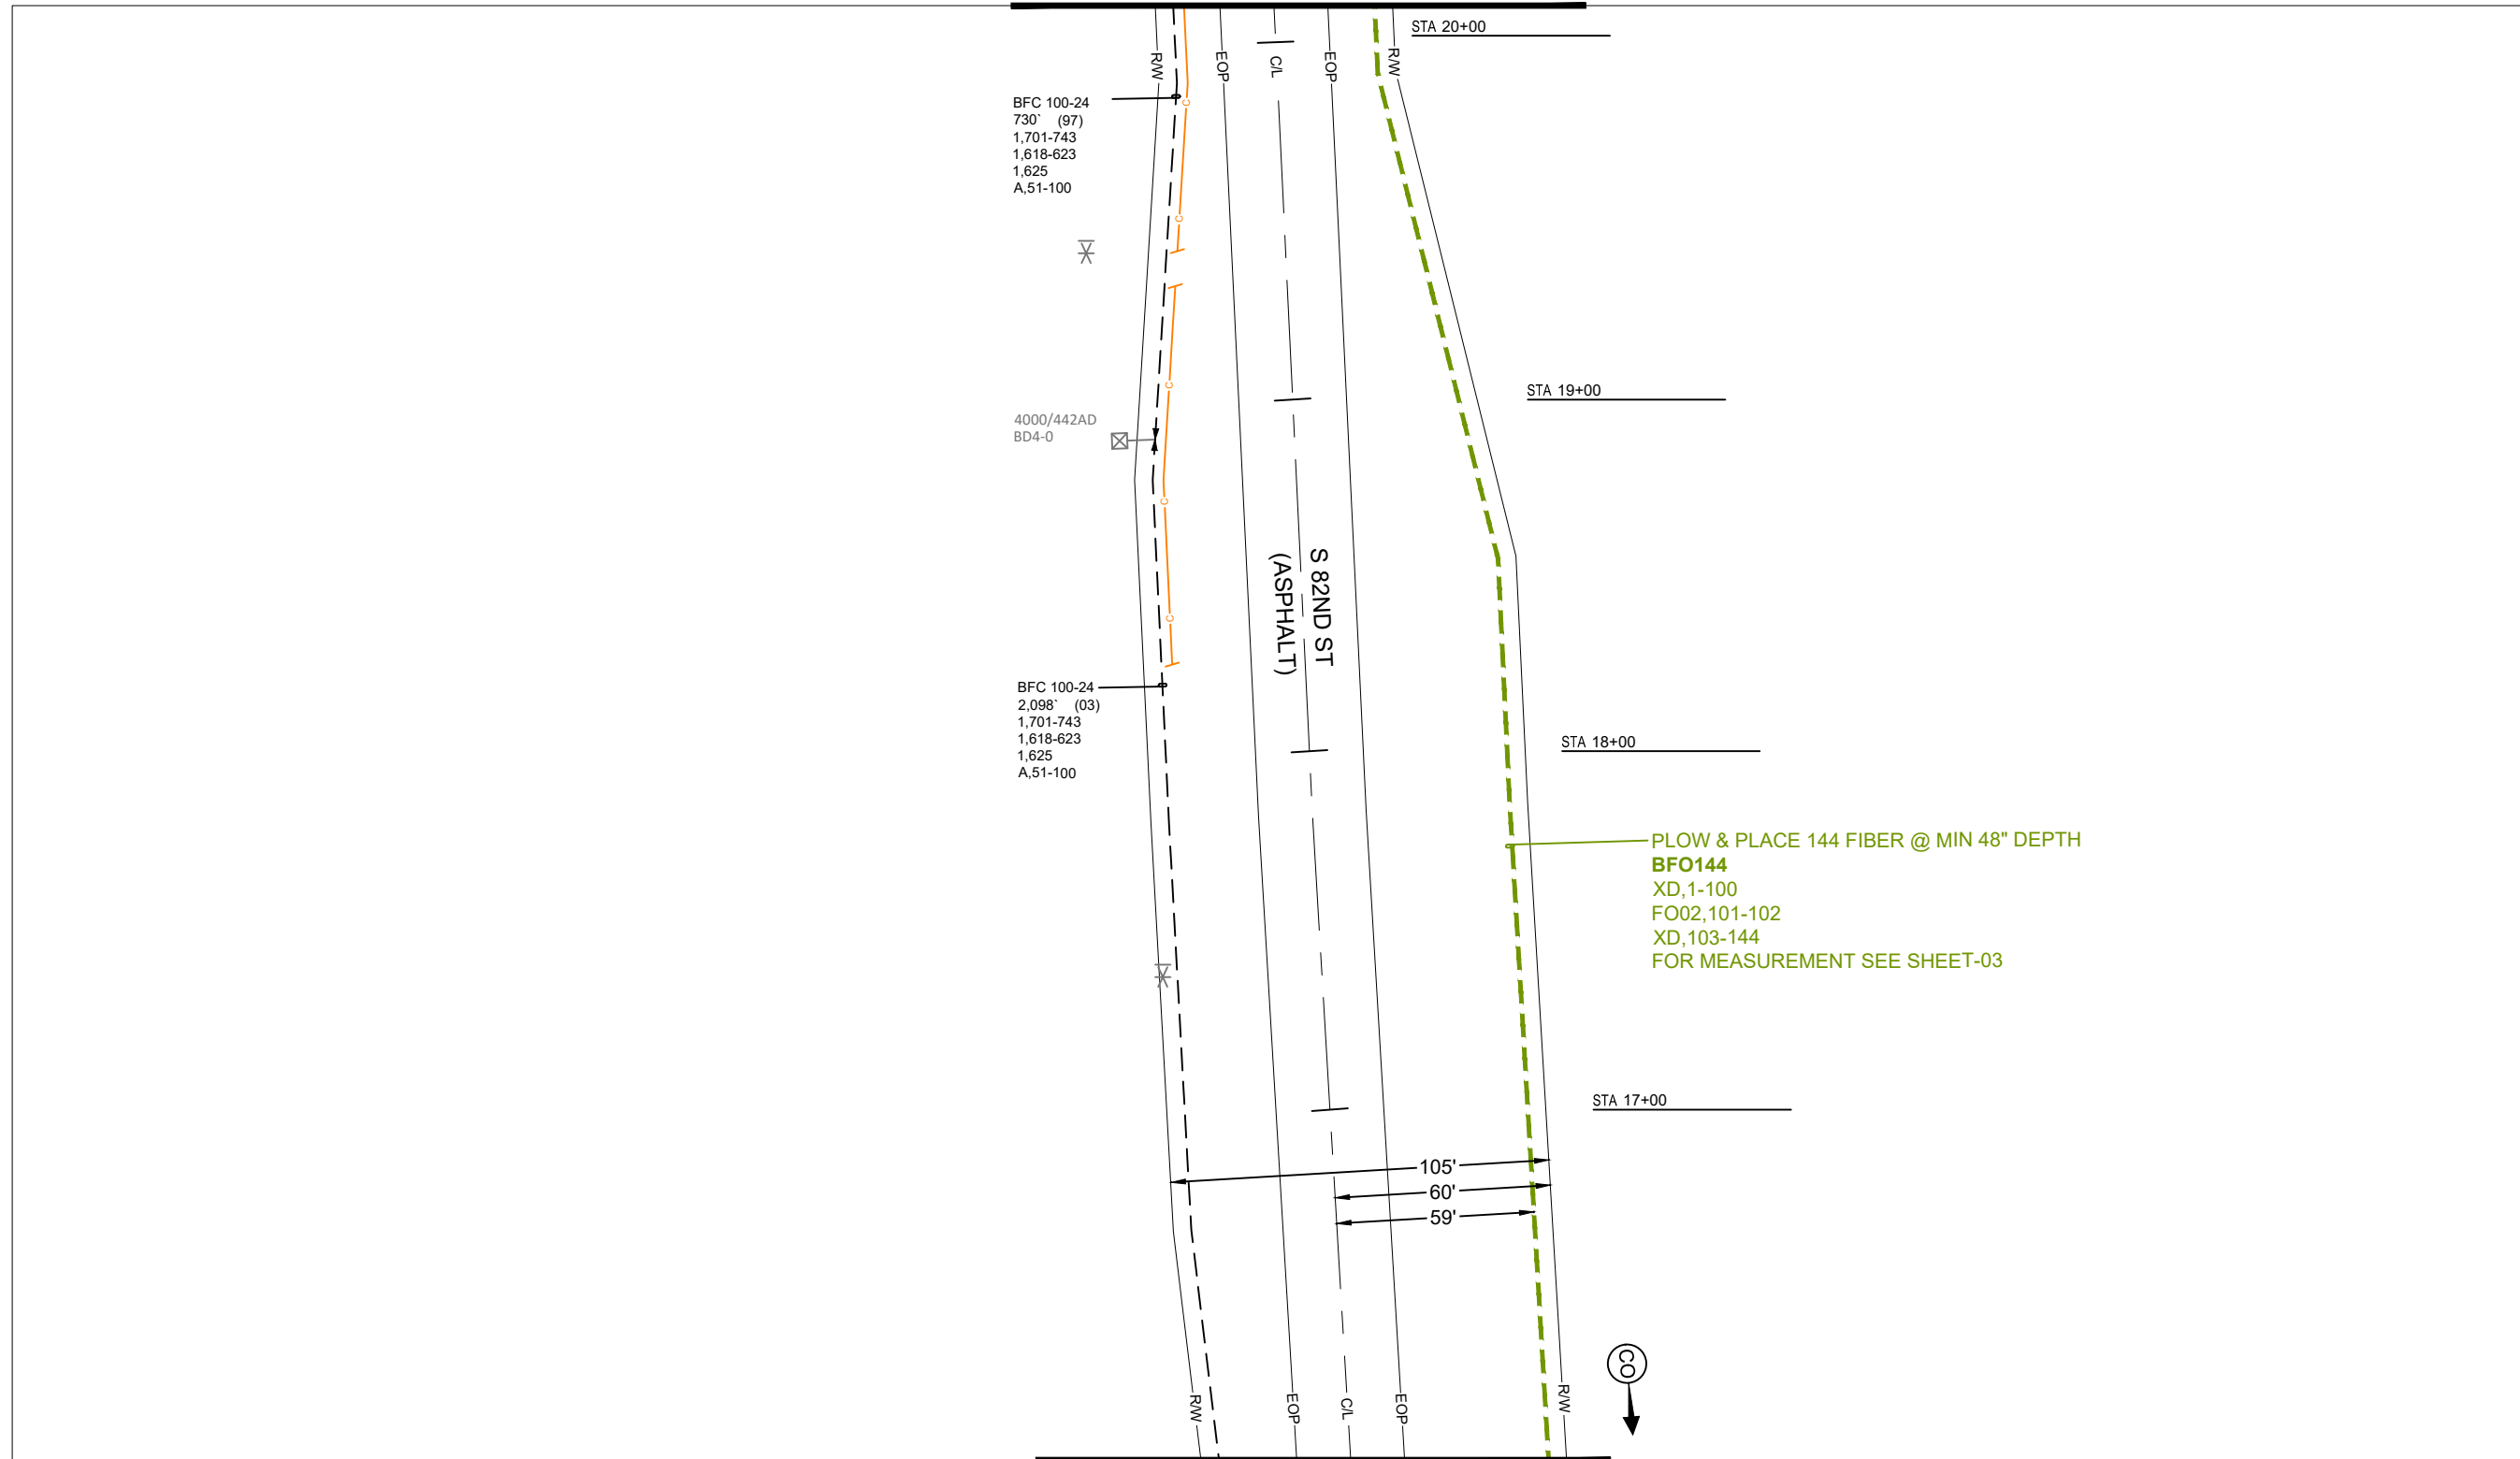 STA 20+00
R/W
EOP
C/L
EOP
R/W
BFC 100-24
730` (97)
1,701-743
1,618-623
1,625
A,51-100
C
C
STA 19+00
C
4000/442AD
BD4-0
C
S 82ND ST
(ASPHALT)
C
BFC 100-24
2,098` (03)
1,701-743
1,618-623
1,625
A,51-100
STA 18+00
PLOW & PLACE 144 FIBER @ MIN 48" DEPTH
BFO144
XD,1-100
FO02,101-102
XD,103-144
FOR MEASUREMENT SEE SHEET-03
STA 17+00
105'
60'
59'
CO
R/W
EOP
C/L
EOP
R/W